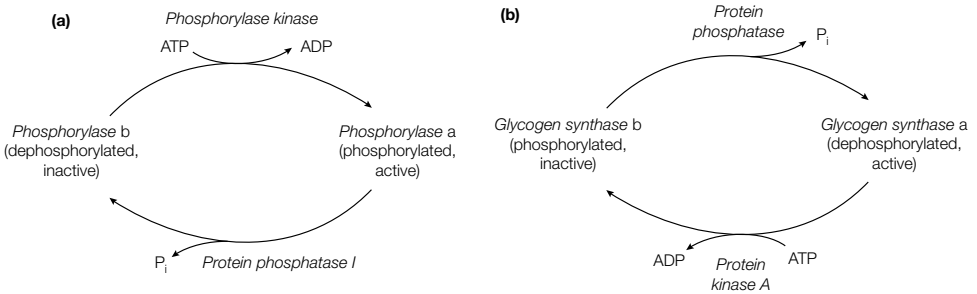 (a)
Phosphorylase kinase
ATP
ADP
Phosphorylase b
(dephosphorylated,
inactive)
Phosphorylase a
(phosphorylated,
active)
Pi
Protein phosphatase I
(b)
Protein
phosphatase
Pi
Glycogen synthase b
(phosphorylated,
inactive)
Glycogen synthase a
(dephosphorylated,
active)
ADP
Protein
kinase A
ATP